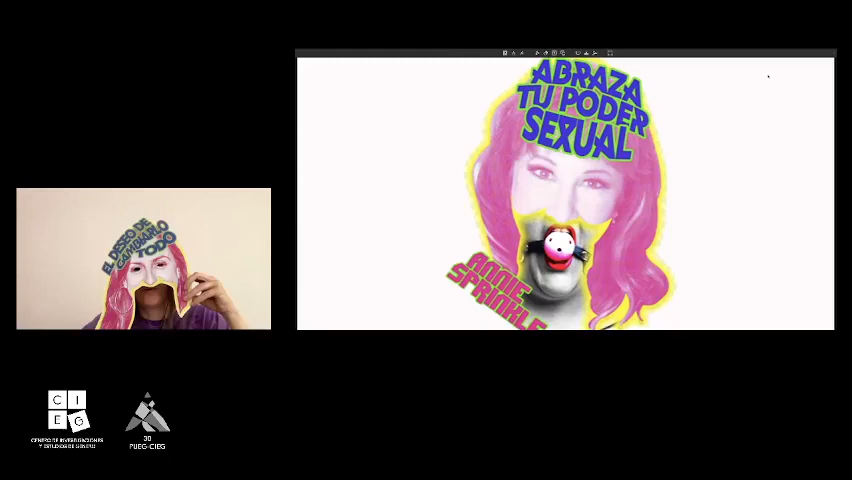 ABRAZA
TU PODER
SEXUAL
ANNIE
SPRINKLE
EL DESEO DE
CAMBIARLO
TODO
C I
E G
CENTRO DE INVESTIGACIONES
Y ESTUDIOS DE GÉNERO
30
PUEG-CIEG